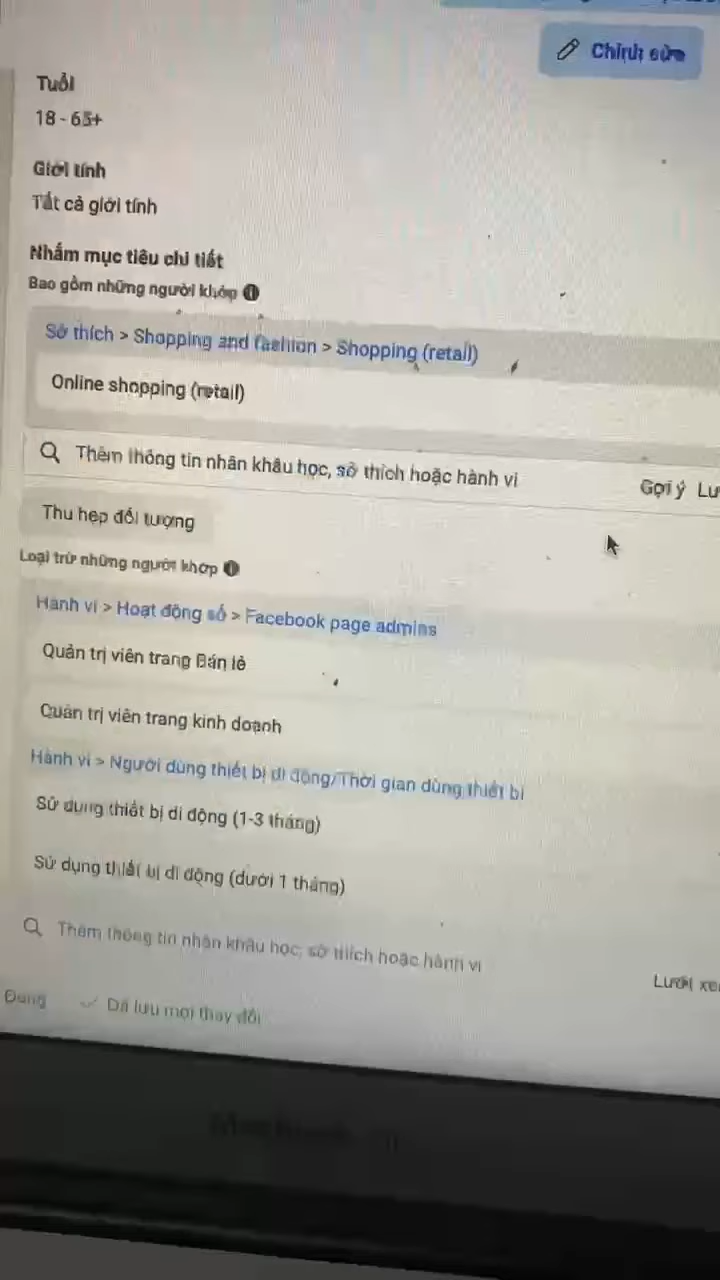 Chỉnh sửa
Tuổi
18 - 65+
Giới tính
Tất cả giới tính
Nhắm mục tiêu chi tiết
Bao gồm những người khớp
Sở thích > Shopping and fashion > Shopping (retail)
Online shopping (retail)
Thêm thông tin nhân khẩu học, sở thích hoặc hành vi
Gợi ý Lư
Thu hẹp đối tượng
Loại trừ những người khớp
Hành vi > Hoạt động số > Facebook page admins
Quản trị viên trang Bán lẻ
Quản trị viên trang kinh doanh
Hành vi > Người dùng thiết bị di động/Thời gian dùng thiết bị
Sử dụng thiết bị di động (1-3 tháng)
Sử dụng thiết bị di động (dưới 1 tháng)
Thêm thông tin nhân khẩu học, sở thích hoặc hành vi
Lướt xe
Đóng
Đã lưu mọi thay đổi